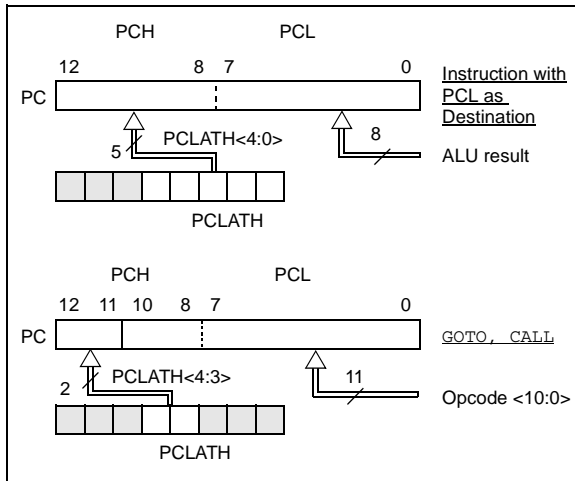 PCH PCL
12 8 7 0
PC
Instruction with
PCL as
Destination
5 PCLATH<4:0>
8
ALU result
PCLATH
PCH PCL
12 11 10 8 7 0
PC
GOTO, CALL
2 PCLATH<4:3>
11
Opcode <10:0>
PCLATH